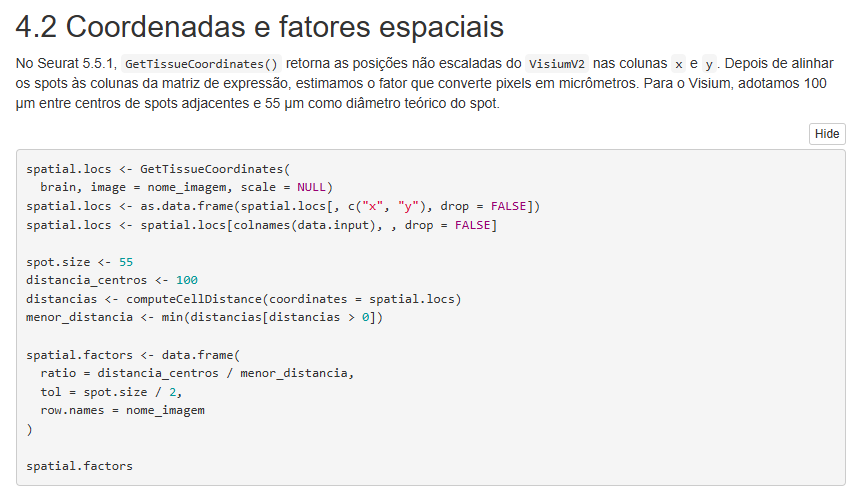 4.2 Coordenadas e fatores espaciais
No Seurat 5.5.1, GetTissueCoordinates() retorna as posições não escaladas do VisiumV2 nas colunas x e y. Depois de alinhar
os spots às colunas da matriz de expressão, estimamos o fator que converte pixels em micrômetros. Para o Visium, adotamos 100
µm entre centros de spots adjacentes e 55 µm como diâmetro teórico do spot.
Hide
spatial.locs <- GetTissueCoordinates(
  brain, image = nome_imagem, scale = NULL)
spatial.locs <- as.data.frame(spatial.locs[, c("x", "y"), drop = FALSE])
spatial.locs <- spatial.locs[colnames(data.input), , drop = FALSE]
spot.size <- 55
distancia_centros <- 100
distancias <- computeCellDistance(coordinates = spatial.locs)
menor_distancia <- min(distancias[distancias > 0])
spatial.factors <- data.frame(
  ratio = distancia_centros / menor_distancia,
  tol = spot.size / 2,
  row.names = nome_imagem
)
spatial.factors